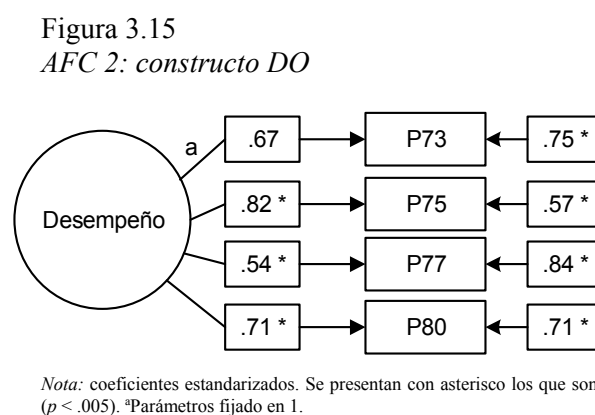 Figura 3.15
AFC 2: constructo DO
a .67 P73 .75 *
Desempeño .82 * P75 .57 *
.54 * P77 .84 *
.71 * P80 .71 *
Nota: coeficientes estandarizados. Se presentan con asterisco los que son
(p < .005). ªParámetros fijado en 1.